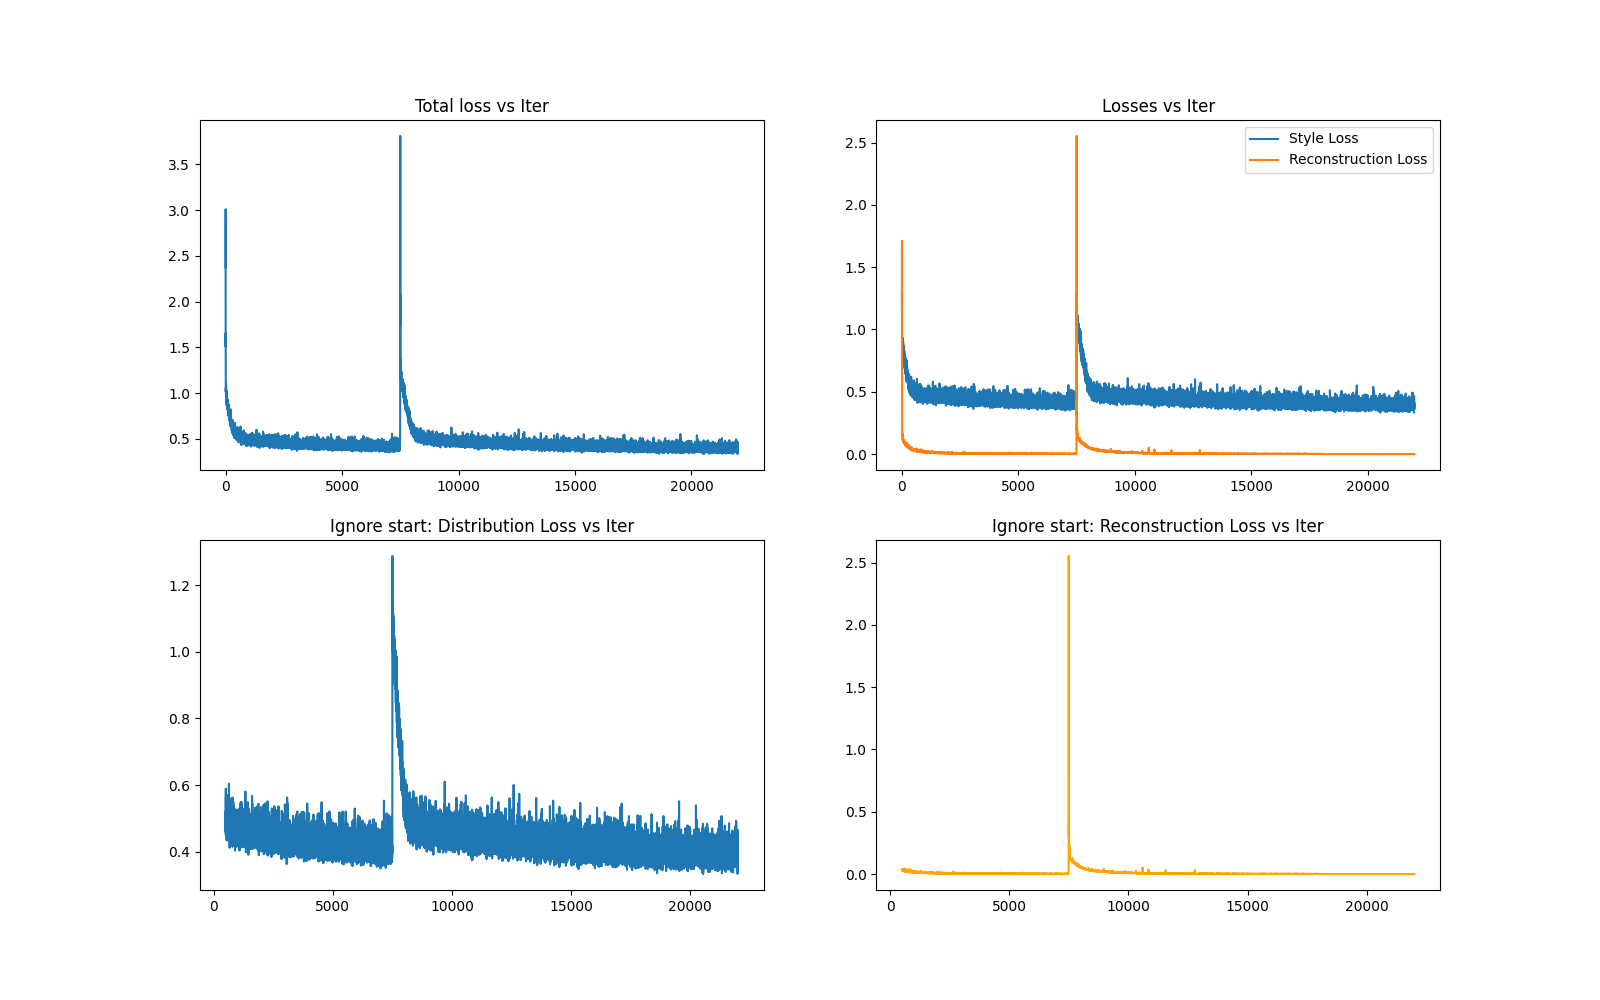 Total loss vs Iter
3.5
3.0
2.5
2.0
1.5
1.0
0.5
0 5000 10000 15000 20000
Losses vs Iter
Style Loss
Reconstruction Loss
2.5
2.0
1.5
1.0
0.5
0.0
0 5000 10000 15000 20000
Ignore start: Distribution Loss vs Iter
1.2
1.0
0.8
0.6
0.4
0 5000 10000 15000 20000
Ignore start: Reconstruction Loss vs Iter
2.5
2.0
1.5
1.0
0.5
0.0
0 5000 10000 15000 20000